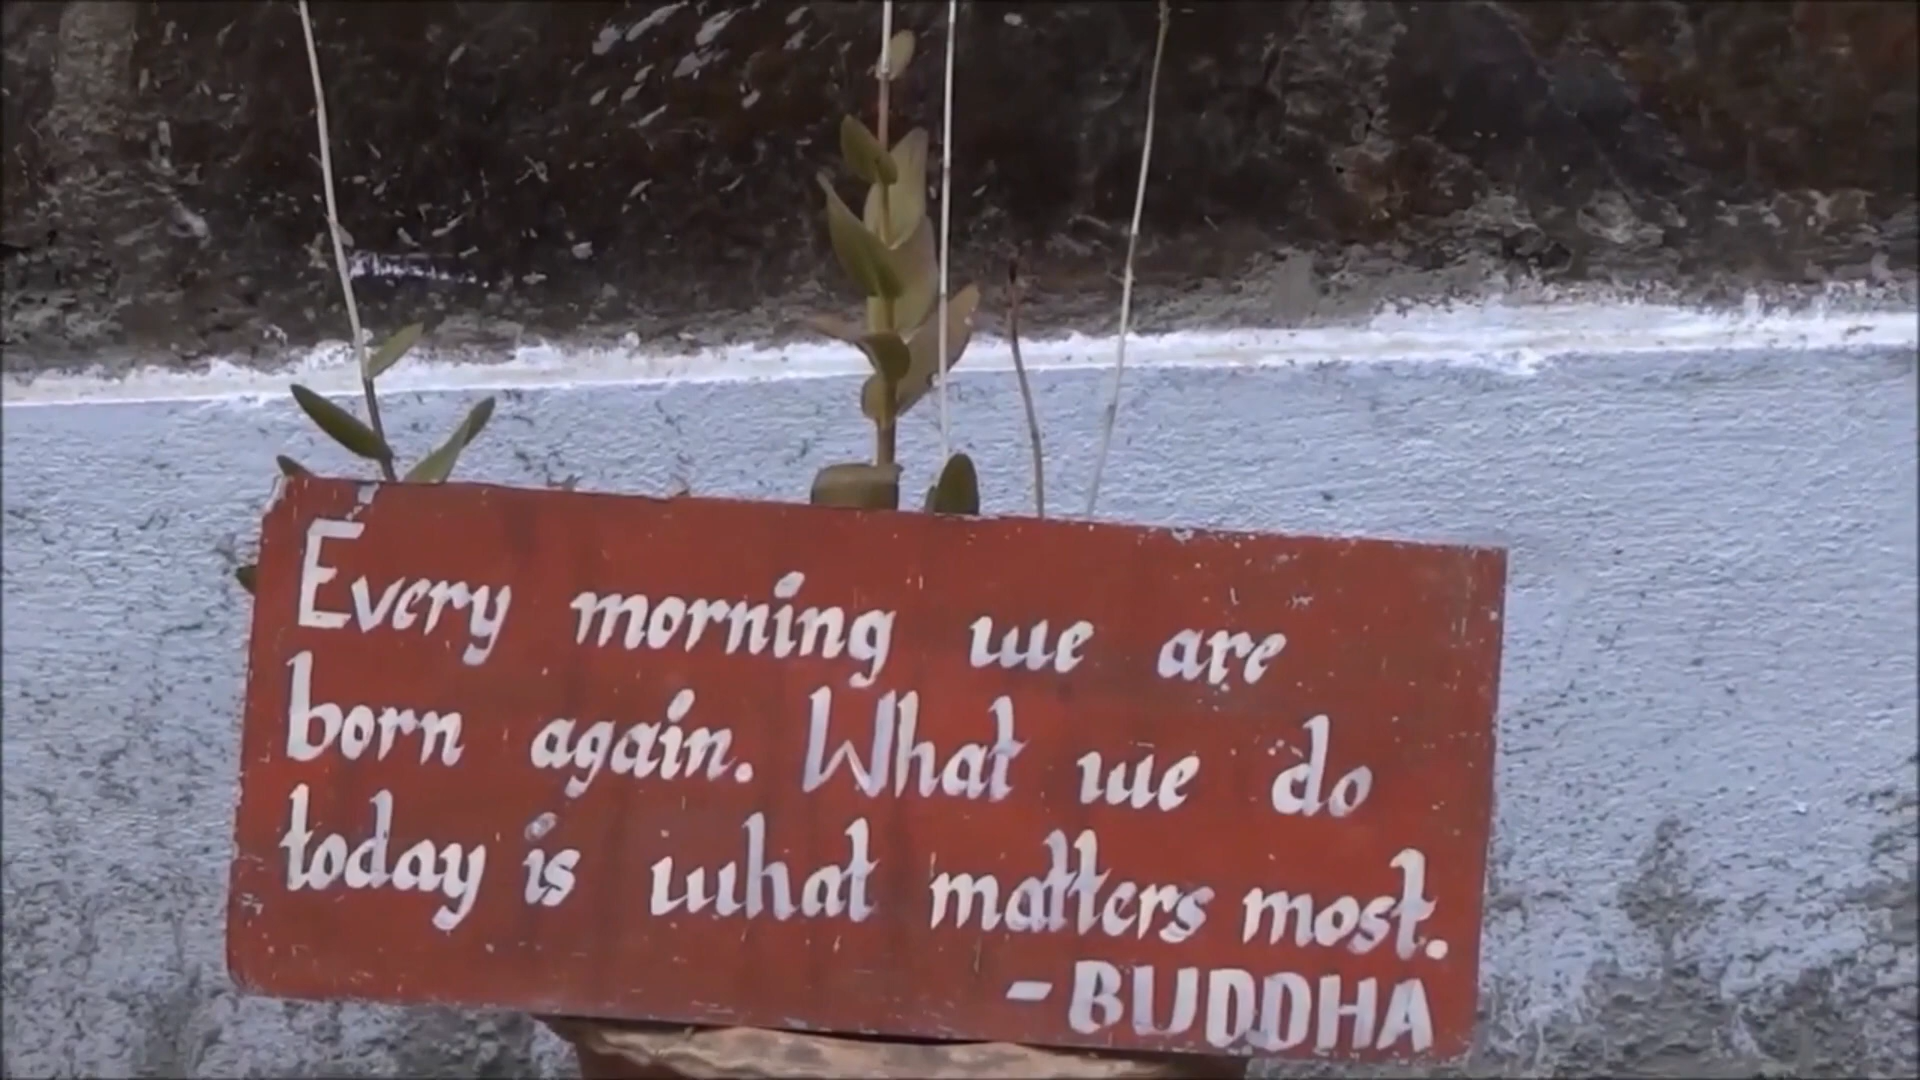 Every morning we are
born again. What we do
today is what matters most.
- BUDDHA